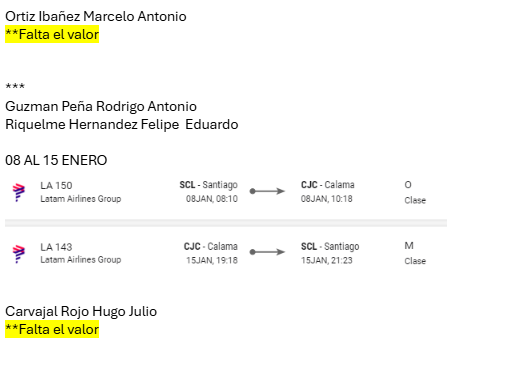 Ortiz Ibañez Marcelo Antonio
**Falta el valor
***
Guzman Peña Rodrigo Antonio
Riquelme Hernandez Felipe  Eduardo
08 AL 15 ENERO
LA 150 SCL - Santiago CJC - Calama O
Latam Airlines Group 08JAN, 08:10 08JAN, 10:18 Clase
LA 143 CJC - Calama SCL - Santiago M
Latam Airlines Group 15JAN, 19:18 15JAN, 21:23 Clase
Carvajal Rojo Hugo Julio
**Falta el valor